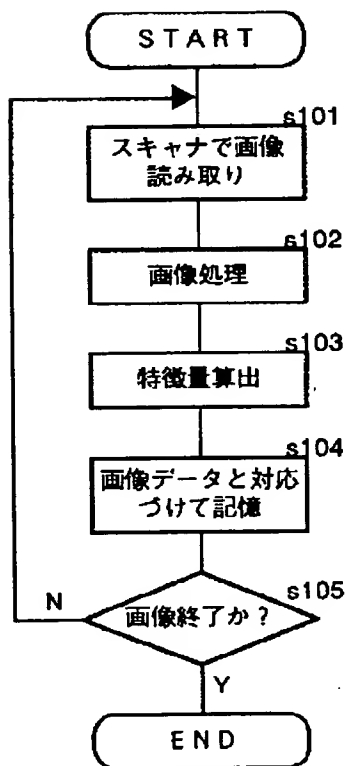 START
s101
スキャナで画像
読み取り
s102
画像処理
s103
特徴量算出
s104
画像データと対応
づけて記憶
s105
画像終了か?
N
Y
END